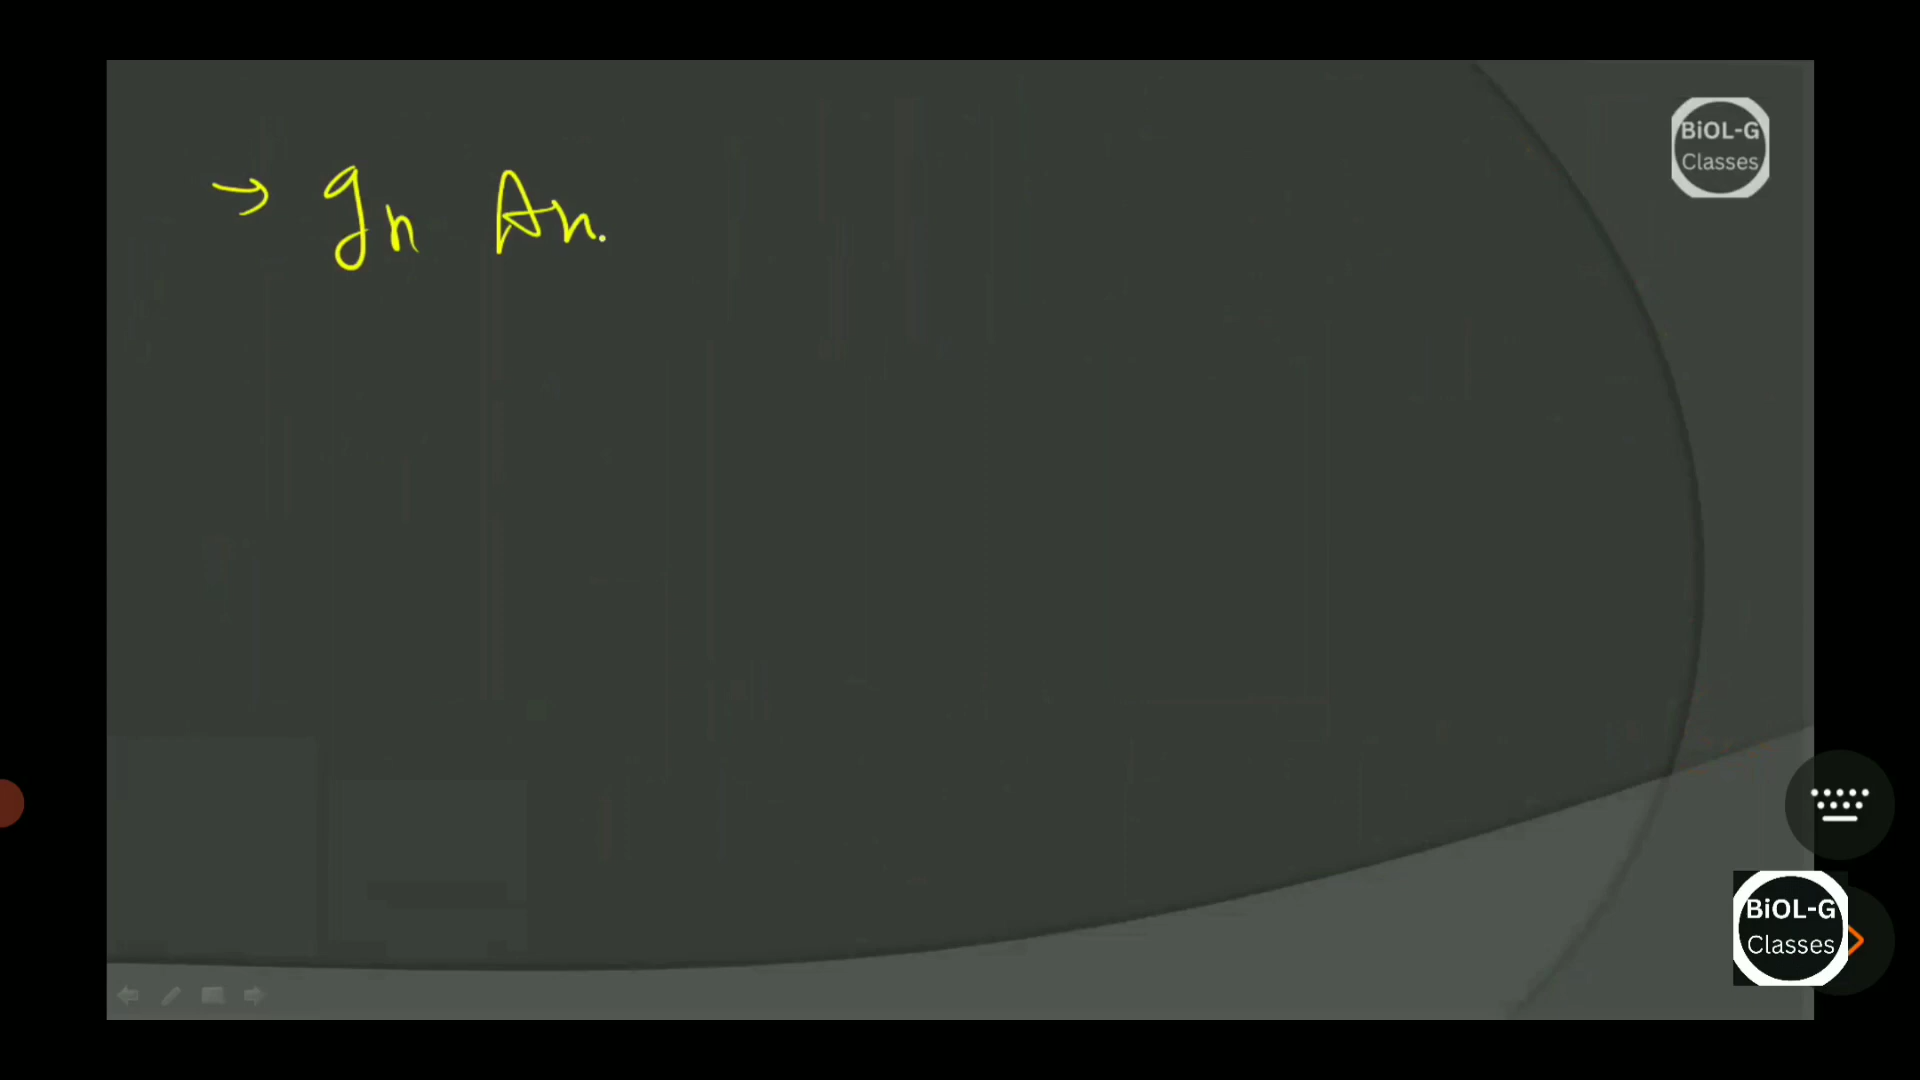 BiOL-G
Classes
→ In An.
BiOL-G
Classes